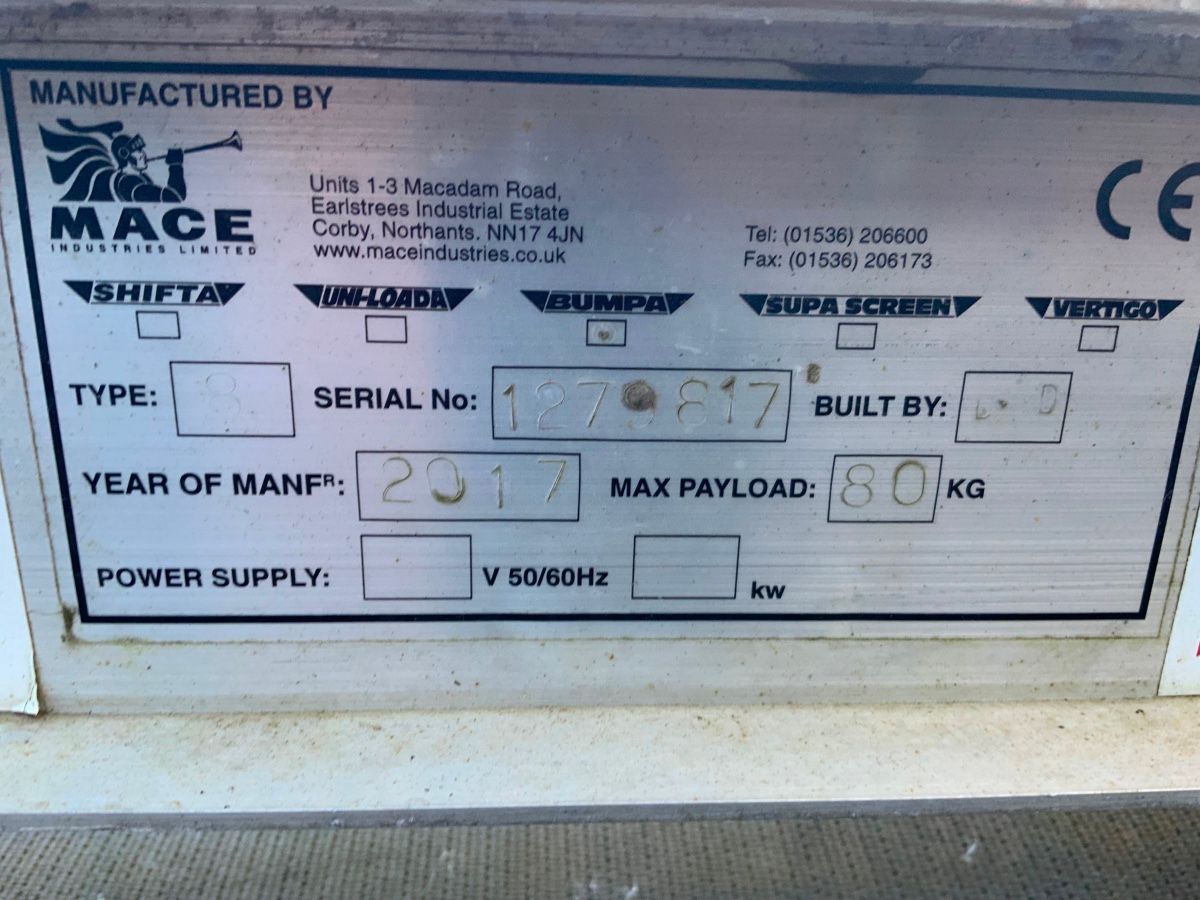 MANUFACTURED BY
MACE
INDUSTRIES LIMITED
Units 1-3 Macadam Road,
Earlstrees Industrial Estate
Corby, Northants. NN17 4JN
www.maceindustries.co.uk
Tel: (01536) 206600
Fax: (01536) 206173
CE
SHIFTA UNI-LOADA BUMPA SUPA SCREEN VERTIGO
TYPE: 8 SERIAL No: BUILT BY:
YEAR OF MANFR: 2017 MAX PAYLOAD: 80 KG
POWER SUPPLY: V 50/60Hz kw